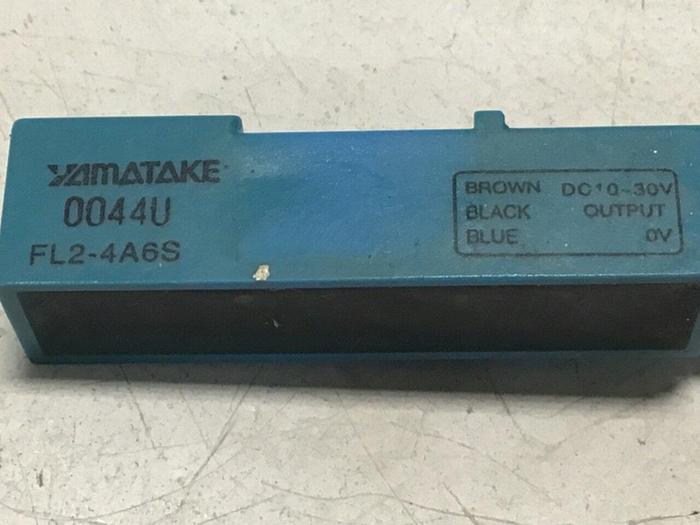 YAMATAKE
0044U
FL2-4A6S
BROWN DC10~30V
BLACK OUTPUT
BLUE 0V